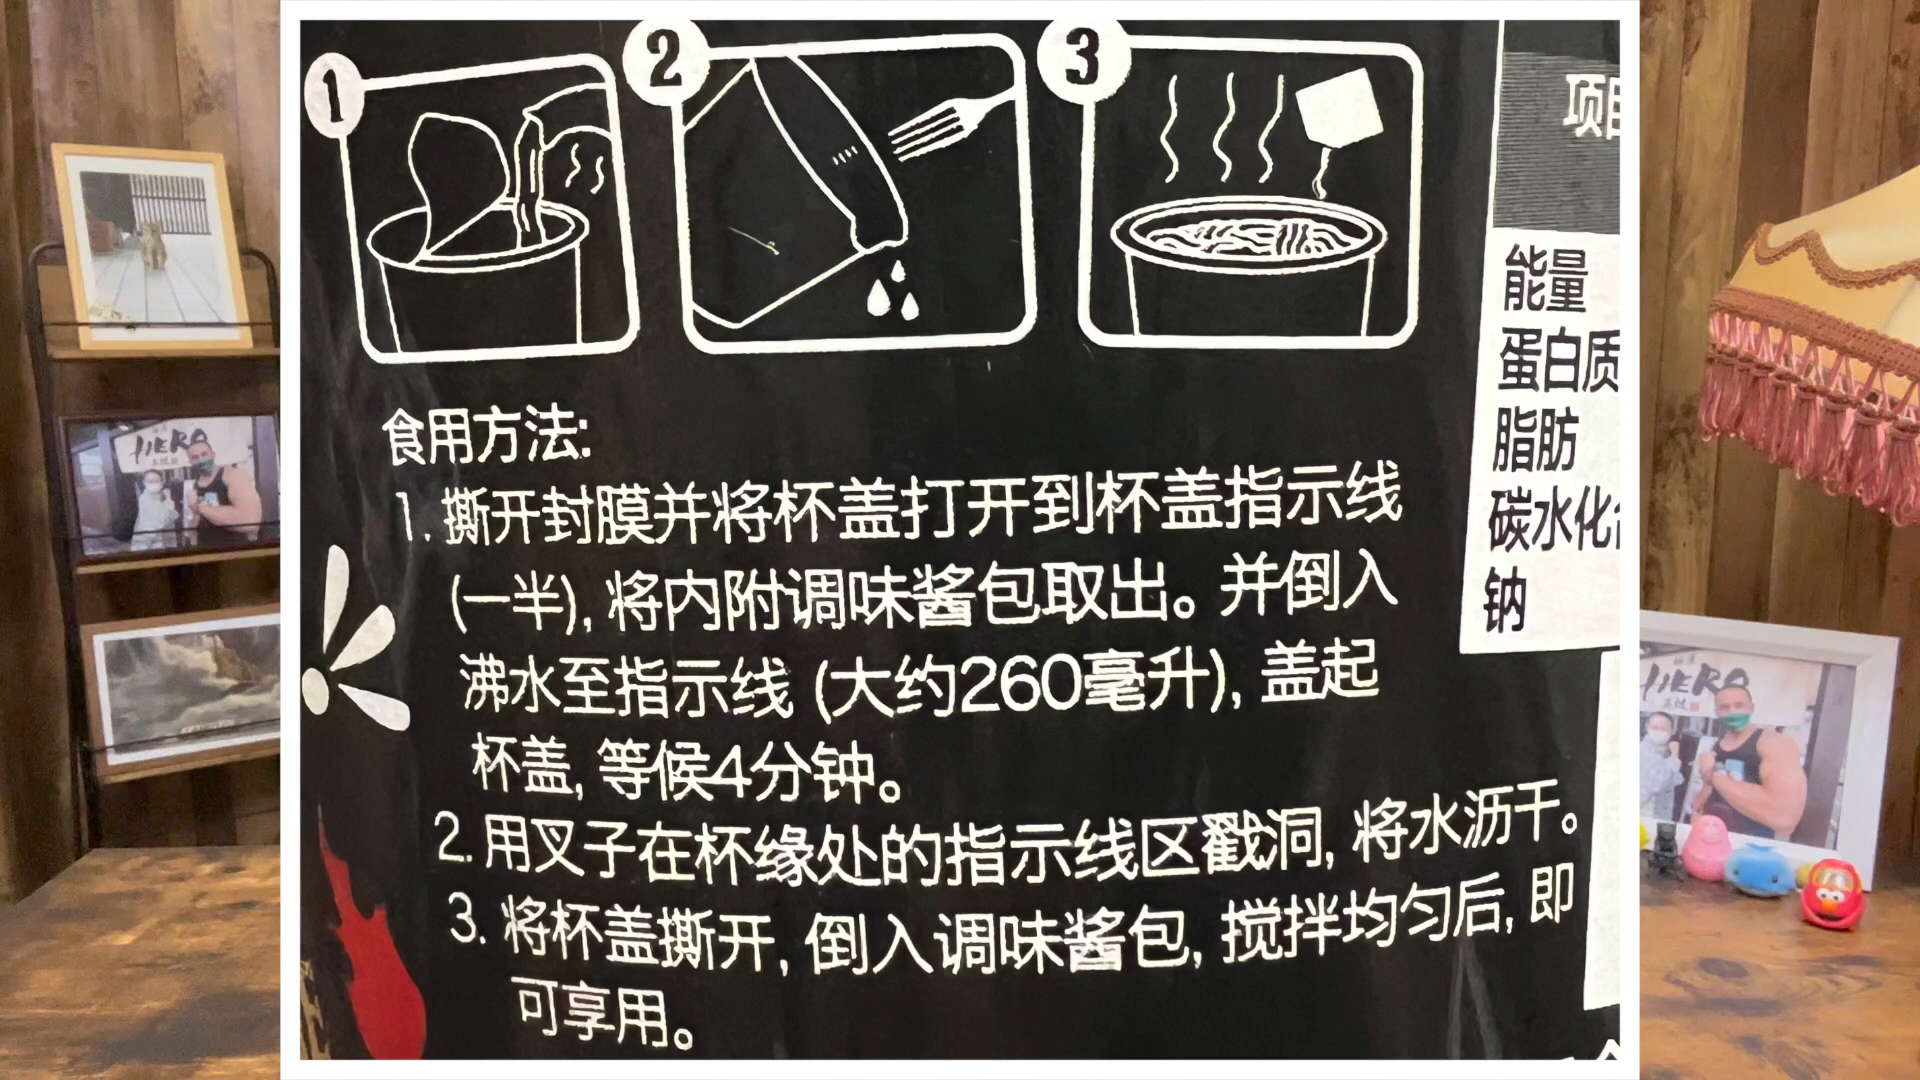 1
2
3
食用方法:
1. 撕开封膜并将杯盖打开到杯盖指示线
(一半), 将内附调味酱包取出。并倒入
沸水至指示线 (大约260毫升), 盖起
杯盖, 等候4分钟。
2. 用叉子在杯缘处的指示线区戳洞, 将水沥干。
3. 将杯盖撕开, 倒入调味酱包, 搅拌均匀后, 即
可享用。
项目
能量
蛋白质
脂肪
碳水化
钠
HERO
HERO